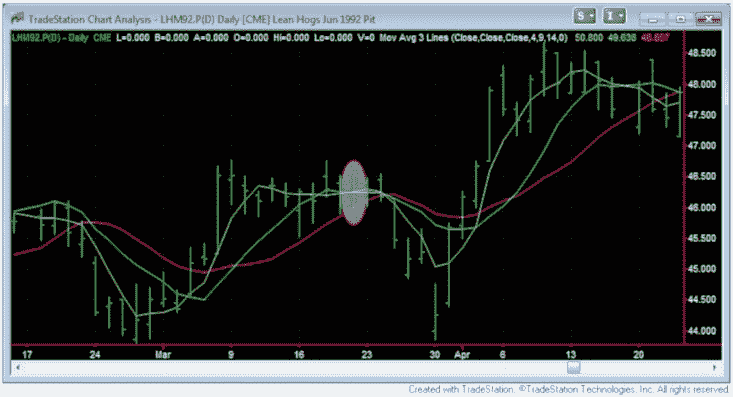 TradeStation Chart Analysis - LHM92.P(D) Daily [CME] Lean Hogs Jun 1992 Pit
S I
LHM92.P(D) - Daily CME L=0.000 B=0.000 A=0.000 O=0.000 Hi=0.000 Lo=0.000 V=0 Mov Avg 3 Lines (Close,Close,Close,4,9,14,0) 50.800 49.638
48.500
48.000
47.500
47.000
46.500
46.000
45.500
45.000
44.500
44.000
17 24 Mar 9 16 23 30 Apr 6 13 20
Created with TradeStation. ©TradeStation Technologies, Inc. All rights reserved.